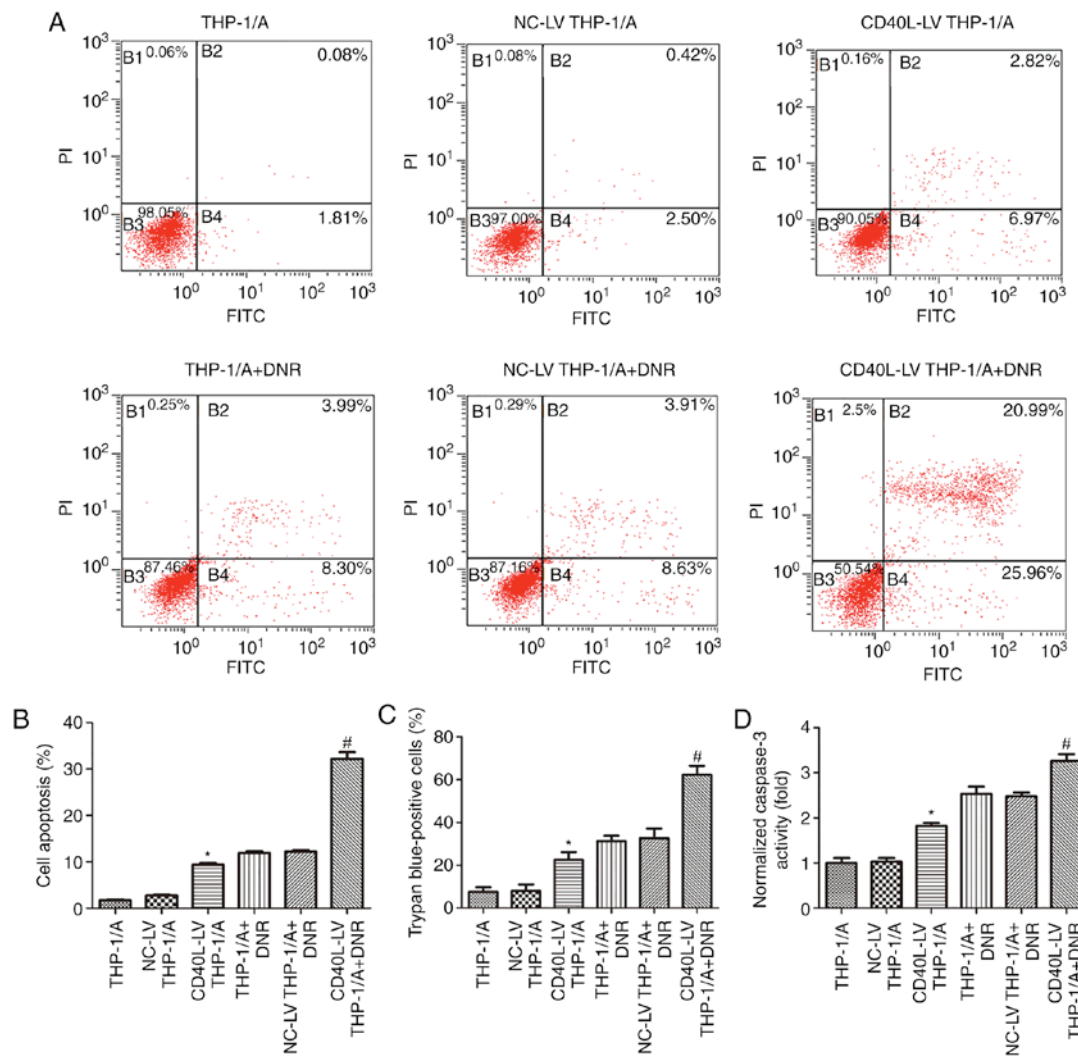 A
THP-1/A
NC-LV THP-1/A
CD40L-LV THP-1/A
10³
10²
10¹
10⁰
PI
B1 0.06%
B2
0.08%
B3
98.05%
B4
1.81%
10⁰ 10¹ 10² 10³
FITC
10³
10²
10¹
10⁰
PI
B1 0.08%
B2
0.42%
B3 97.00%
B4
2.50%
10⁰ 10¹ 10² 10³
FITC
10³
10²
10¹
10⁰
PI
B1 0.16%
B2
2.82%
B3 90.05%
B4
6.97%
10⁰ 10¹ 10² 10³
FITC
THP-1/A+DNR
NC-LV THP-1/A+DNR
CD40L-LV THP-1/A+DNR
10³
10²
10¹
10⁰
PI
B1 0.25%
B2
3.99%
B3 87.46%
B4
8.30%
10⁰ 10¹ 10² 10³
FITC
10³
10²
10¹
10⁰
PI
B1 0.29%
B2
3.91%
B3 87.16%
B4
8.63%
10⁰ 10¹ 10² 10³
FITC
10³
10²
10¹
10⁰
PI
B1 2.5%
B2
20.99%
B3 50.54%
B4
25.96%
10⁰ 10¹ 10² 10³
FITC
B
Cell apoptosis (%)
40
30
20
10
0
*
#
THP-1/A
NC-LV
THP-1/A
CD40L-LV
THP-1/A
THP-1/A+
DNR
NC-LV THP-1/A+
DNR
CD40L-LV
THP-1/A+DNR
C
Trypan blue-positive cells (%)
80
60
40
20
0
*
#
THP-1/A
NC-LV
THP-1/A
CD40L-LV
THP-1/A
THP-1/A+
DNR
NC-LV THP-1/A+
DNR
CD40L-LV
THP-1/A+DNR
D
Normalized caspase-3
activity (fold)
4
3
2
1
0
*
#
THP-1/A
NC-LV
THP-1/A
CD40L-LV
THP-1/A
THP-1/A+
DNR
NC-LV THP-1/A+
DNR
CD40L-LV
THP-1/A+DNR